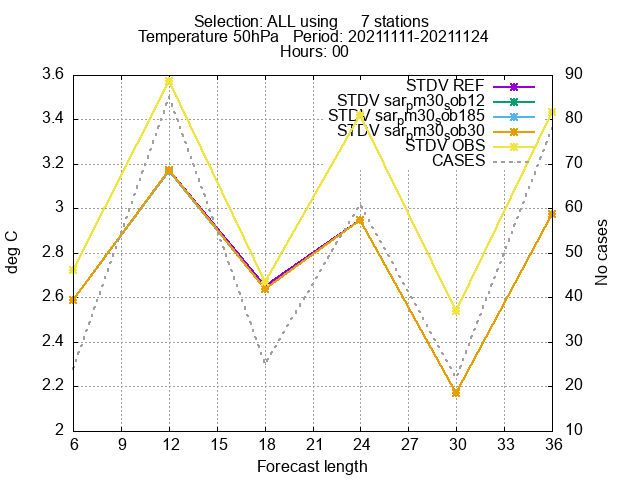 Selection: ALL using 7 stations
Temperature 50hPa Period: 20211111-20211124
Hours: 00
STDV REF
STDV sarpm30sob12
STDV sarpm30sob185
STDV sarpm30sob30
STDV OBS
CASES
3.6
3.4
3.2
3
2.8
2.6
2.4
2.2
2
90
80
70
60
50
40
30
20
10
deg C
No cases
6 9 12 15 18 21 24 27 30 33 36
Forecast length